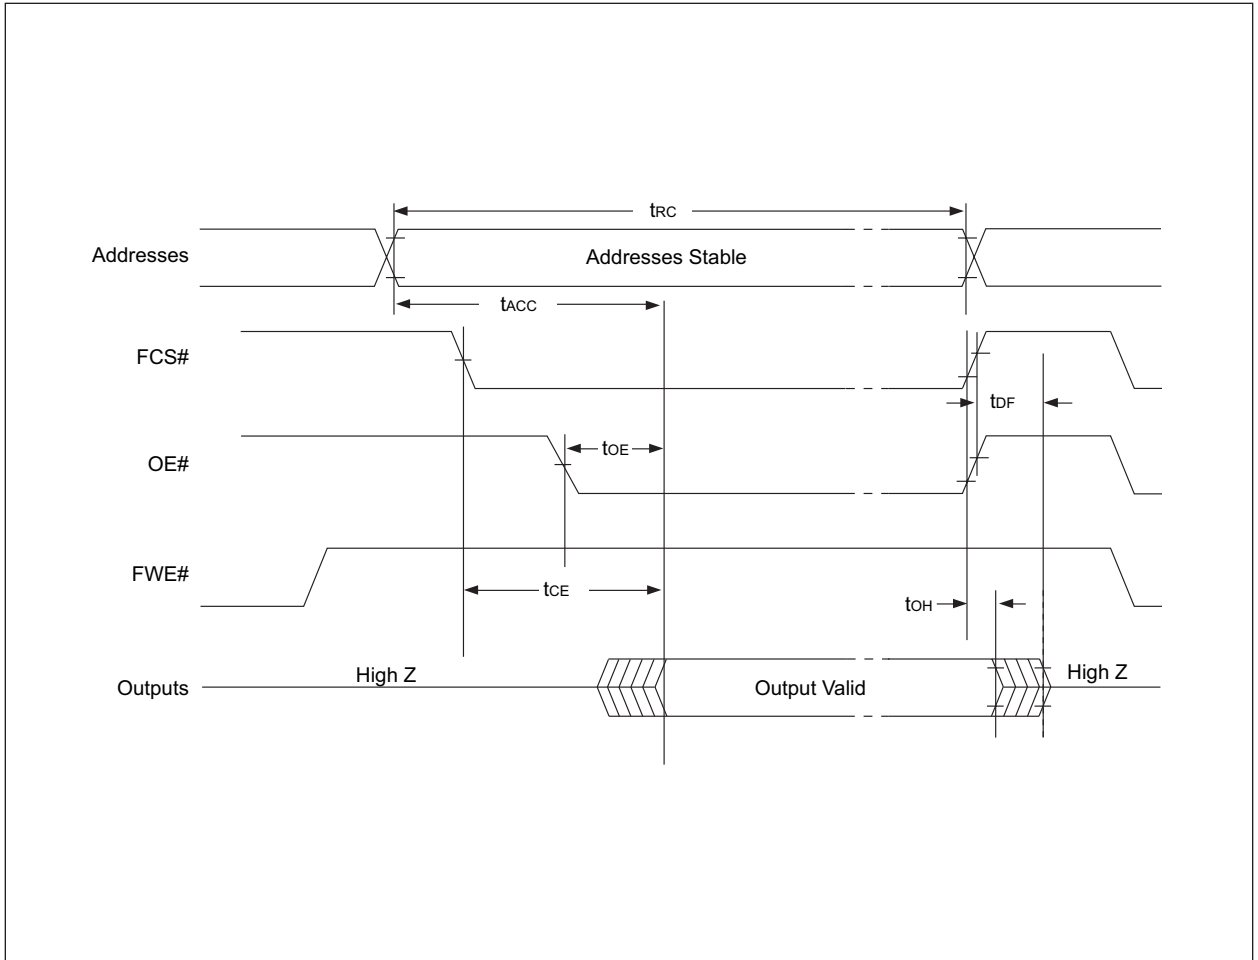 tRC
Addresses
Addresses Stable
tACC
FCS#
tDF
OE#
tOE
FWE#
tCE
tOH
Outputs
High Z
Output Valid
High Z